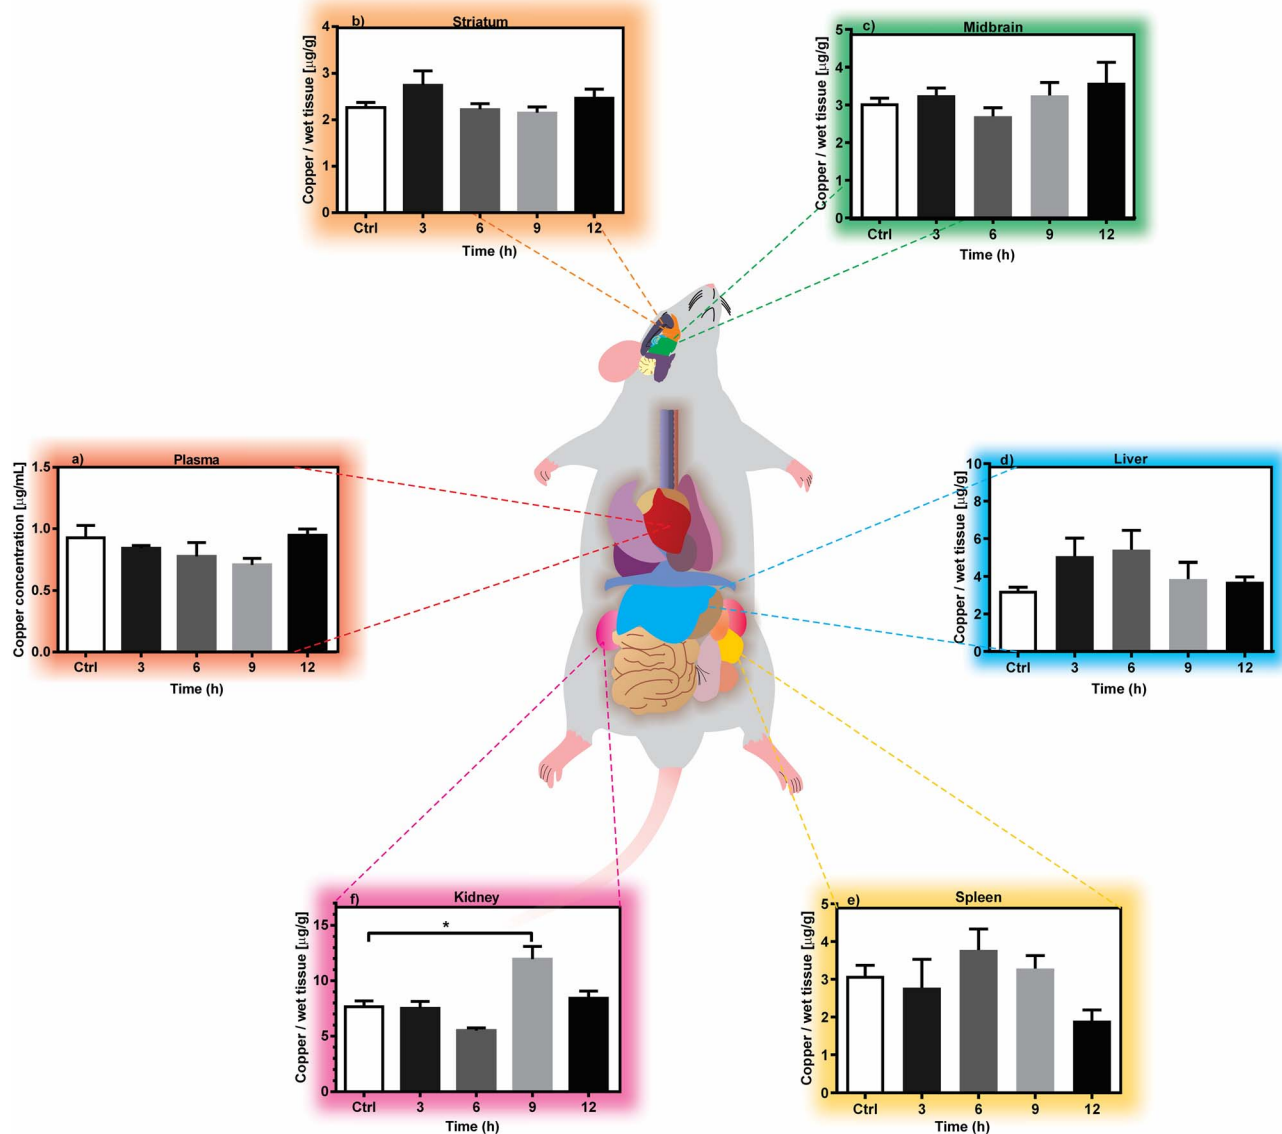 b) Striatum
Copper / wet tissue [µg/g]
4
3
2
1
0
Ctrl 3 6 9 12
Time (h)
c) Midbrain
Copper / wet tissue [µg/g]
5
4
3
2
1
0
Ctrl 3 6 9 12
Time (h)
a) Plasma
Copper concentration [µg/mL]
1.5
1.0
0.5
0.0
Ctrl 3 6 9 12
Time (h)
d) Liver
Copper / wet tissue [µg/g]
10
8
6
4
2
0
Ctrl 3 6 9 12
Time (h)
f) Kidney
Copper / wet tissue [µg/g]
15
10
5
0
*
Ctrl 3 6 9 12
Time (h)
e) Spleen
Copper / wet tissue [µg/g]
5
4
3
2
1
0
Ctrl 3 6 9 12
Time (h)